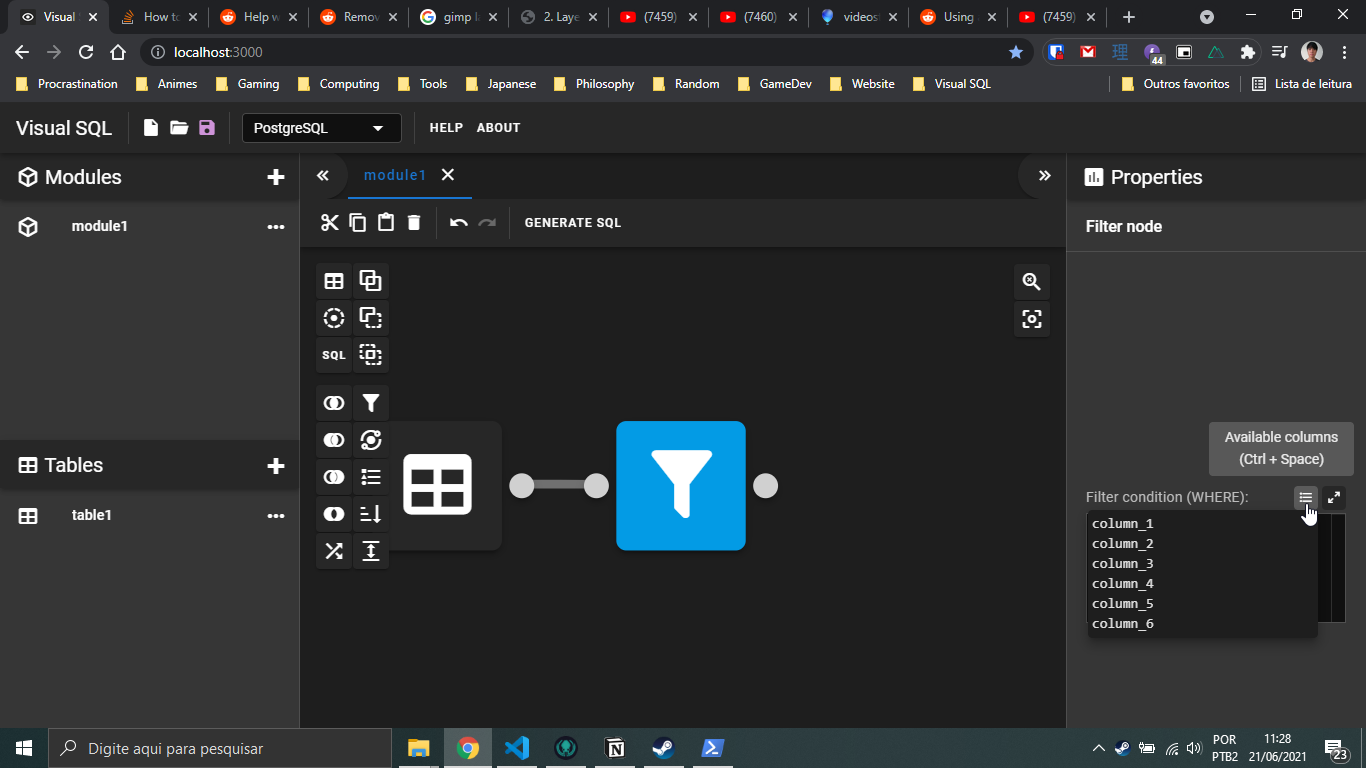 Visual
How to
Help w
Remov
gimp la
2. Laye
(7459)
(7460)
videos
Using
(7459)
localhost:3000
44
Procrastination
Animes
Gaming
Computing
Tools
Japanese
Philosophy
Random
GameDev
Website
Visual SQL
Outros favoritos
Lista de leitura
Visual SQL
PostgreSQL
HELP
ABOUT
Modules
module1
Properties
module1
GENERATE SQL
Filter node
SQL
Available columns
(Ctrl + Space)
Tables
Filter condition (WHERE):
table1
column_1
column_2
column_3
column_4
column_5
column_6
Digite aqui para pesquisar
POR
PTB2
11:28
21/06/2021
23